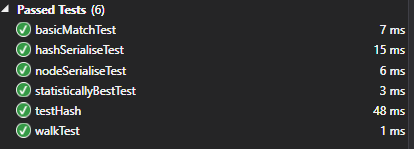 Passed Tests (6)
basicMatchTest 7 ms
hashSerialiseTest 15 ms
nodeSerialiseTest 6 ms
statisticallyBestTest 3 ms
testHash 48 ms
walkTest 1 ms